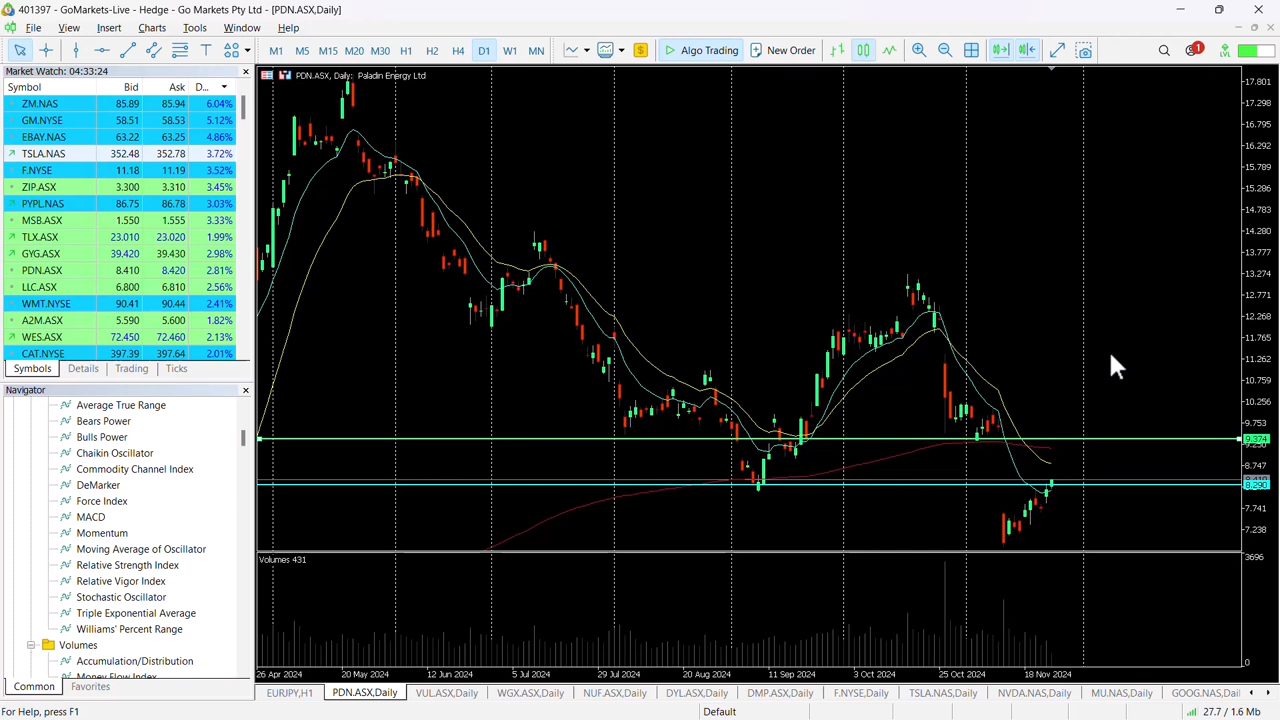 401397 - GoMarkets-Live - Hedge - Go Markets Pty Ltd - [PDN.ASX,Daily]
File View Insert Charts Tools Window Help
M1 M5 M15 M20 M30 H1 H2 H4 D1 W1 MN Algo Trading New Order 1 LVL
Market Watch: 04:33:24
Symbol Bid Ask D...
ZM.NAS 85.89 85.94 6.04%
GM.NYSE 58.51 58.53 5.12%
EBAY.NAS 63.22 63.25 4.86%
TSLA.NAS 352.48 352.78 3.72%
F.NYSE 11.18 11.19 3.52%
ZIP.ASX 3.300 3.310 3.45%
PYPL.NAS 86.75 86.78 3.03%
MSB.ASX 1.550 1.555 3.33%
TLX.ASX 23.010 23.020 1.99%
GYG.ASX 39.420 39.430 2.98%
PDN.ASX 8.410 8.420 2.81%
LLC.ASX 6.800 6.810 2.56%
WMT.NYSE 90.41 90.44 2.41%
A2M.ASX 5.590 5.600 1.82%
WES.ASX 72.450 72.460 2.13%
CAT.NYSE 397.39 397.64 2.01%
Symbols Details Trading Ticks
Navigator
Average True Range
Bears Power
Bulls Power
Chaikin Oscillator
Commodity Channel Index
DeMarker
Force Index
MACD
Momentum
Moving Average of Oscillator
Relative Strength Index
Relative Vigor Index
Stochastic Oscillator
Triple Exponential Average
Williams' Percent Range
Volumes
Accumulation/Distribution
Money Flow Index
Common Favorites
PDN.ASX, Daily: Paladin Energy Ltd
17.801
17.298
16.795
16.292
15.789
15.286
14.783
14.280
13.777
13.274
12.771
12.268
11.765
11.262
10.759
10.256
9.753
9.374
9.250
8.747
8.290
7.741
7.238
Volumes 431
3696
0
26 Apr 2024 20 May 2024 12 Jun 2024 5 Jul 2024 29 Jul 2024 20 Aug 2024 11 Sep 2024 3 Oct 2024 25 Oct 2024 18 Nov 2024
EURJPY,H1 PDN.ASX,Daily VUL.ASX,Daily WGX.ASX,Daily NUF.ASX,Daily DYL.ASX,Daily DMP.ASX,Daily F.NYSE,Daily TSLA.NAS,Daily NVDA.NAS,Daily MU.NAS,Daily GOOG.NAS,Dai
For Help, press F1 Default 27.7 / 1.6 Mb